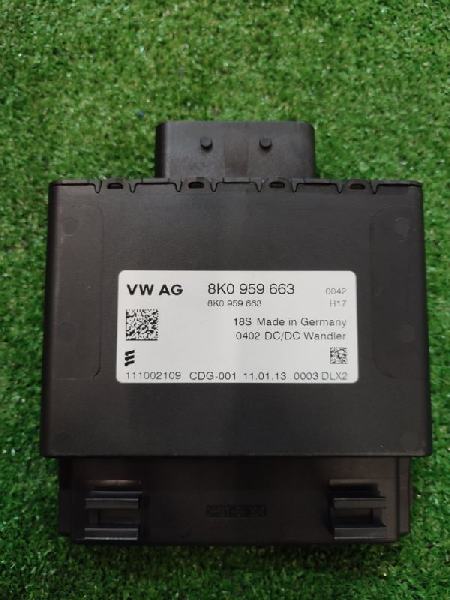 VW AG 8K0 959 663 0042
8K0 959 663 H17
18S Made in Germany
0402 DC/DC Wandler
111002109 CDG-001 11.01.13 0003 DLX2